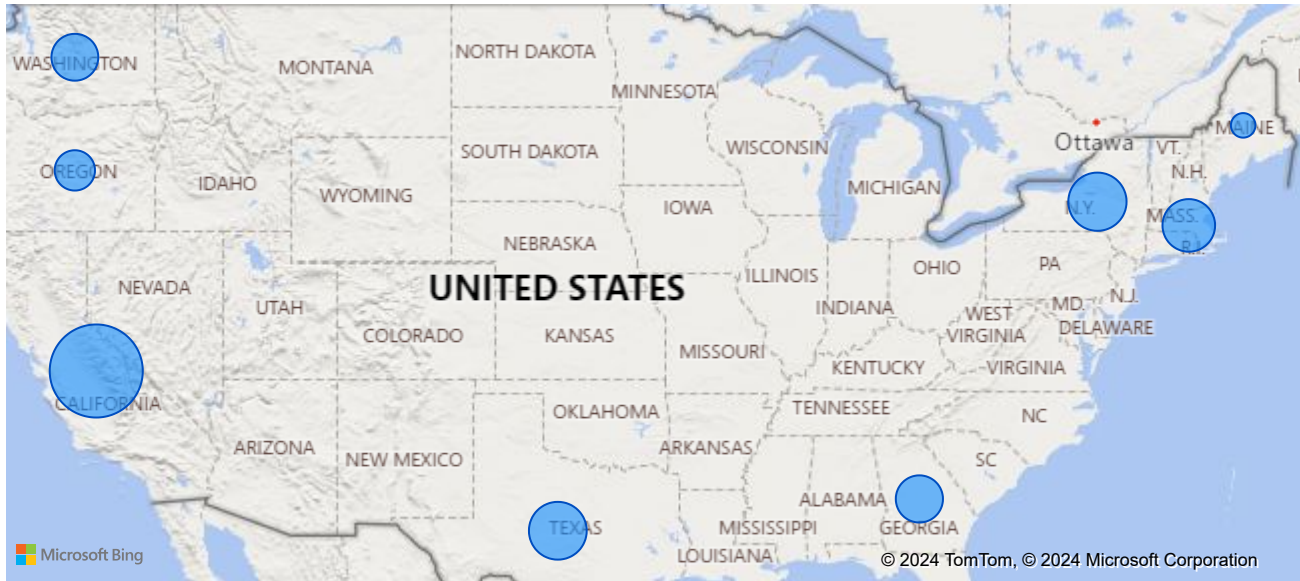 WASHINGTON
MONTANA
NORTH DAKOTA
MINNESOTA
Ottawa
MAINE
VT.
N.H.
OREGON
IDAHO
WYOMING
SOUTH DAKOTA
WISCONSIN
MICHIGAN
N.Y.
MASS.
R.I.
IOWA
NEBRASKA
NEVADA
UTAH
UNITED STATES
ILLINOIS
INDIANA
OHIO
PA
N.J.
MD.
DELAWARE
WEST
VIRGINIA
COLORADO
KANSAS
MISSOURI
KENTUCKY
VIRGINIA
CALIFORNIA
OKLAHOMA
TENNESSEE
NC
ARIZONA
NEW MEXICO
ARKANSAS
SC
TEXAS
ALABAMA
GEORGIA
MISSISSIPPI
LOUISIANA
Microsoft Bing
© 2024 TomTom, © 2024 Microsoft Corporation